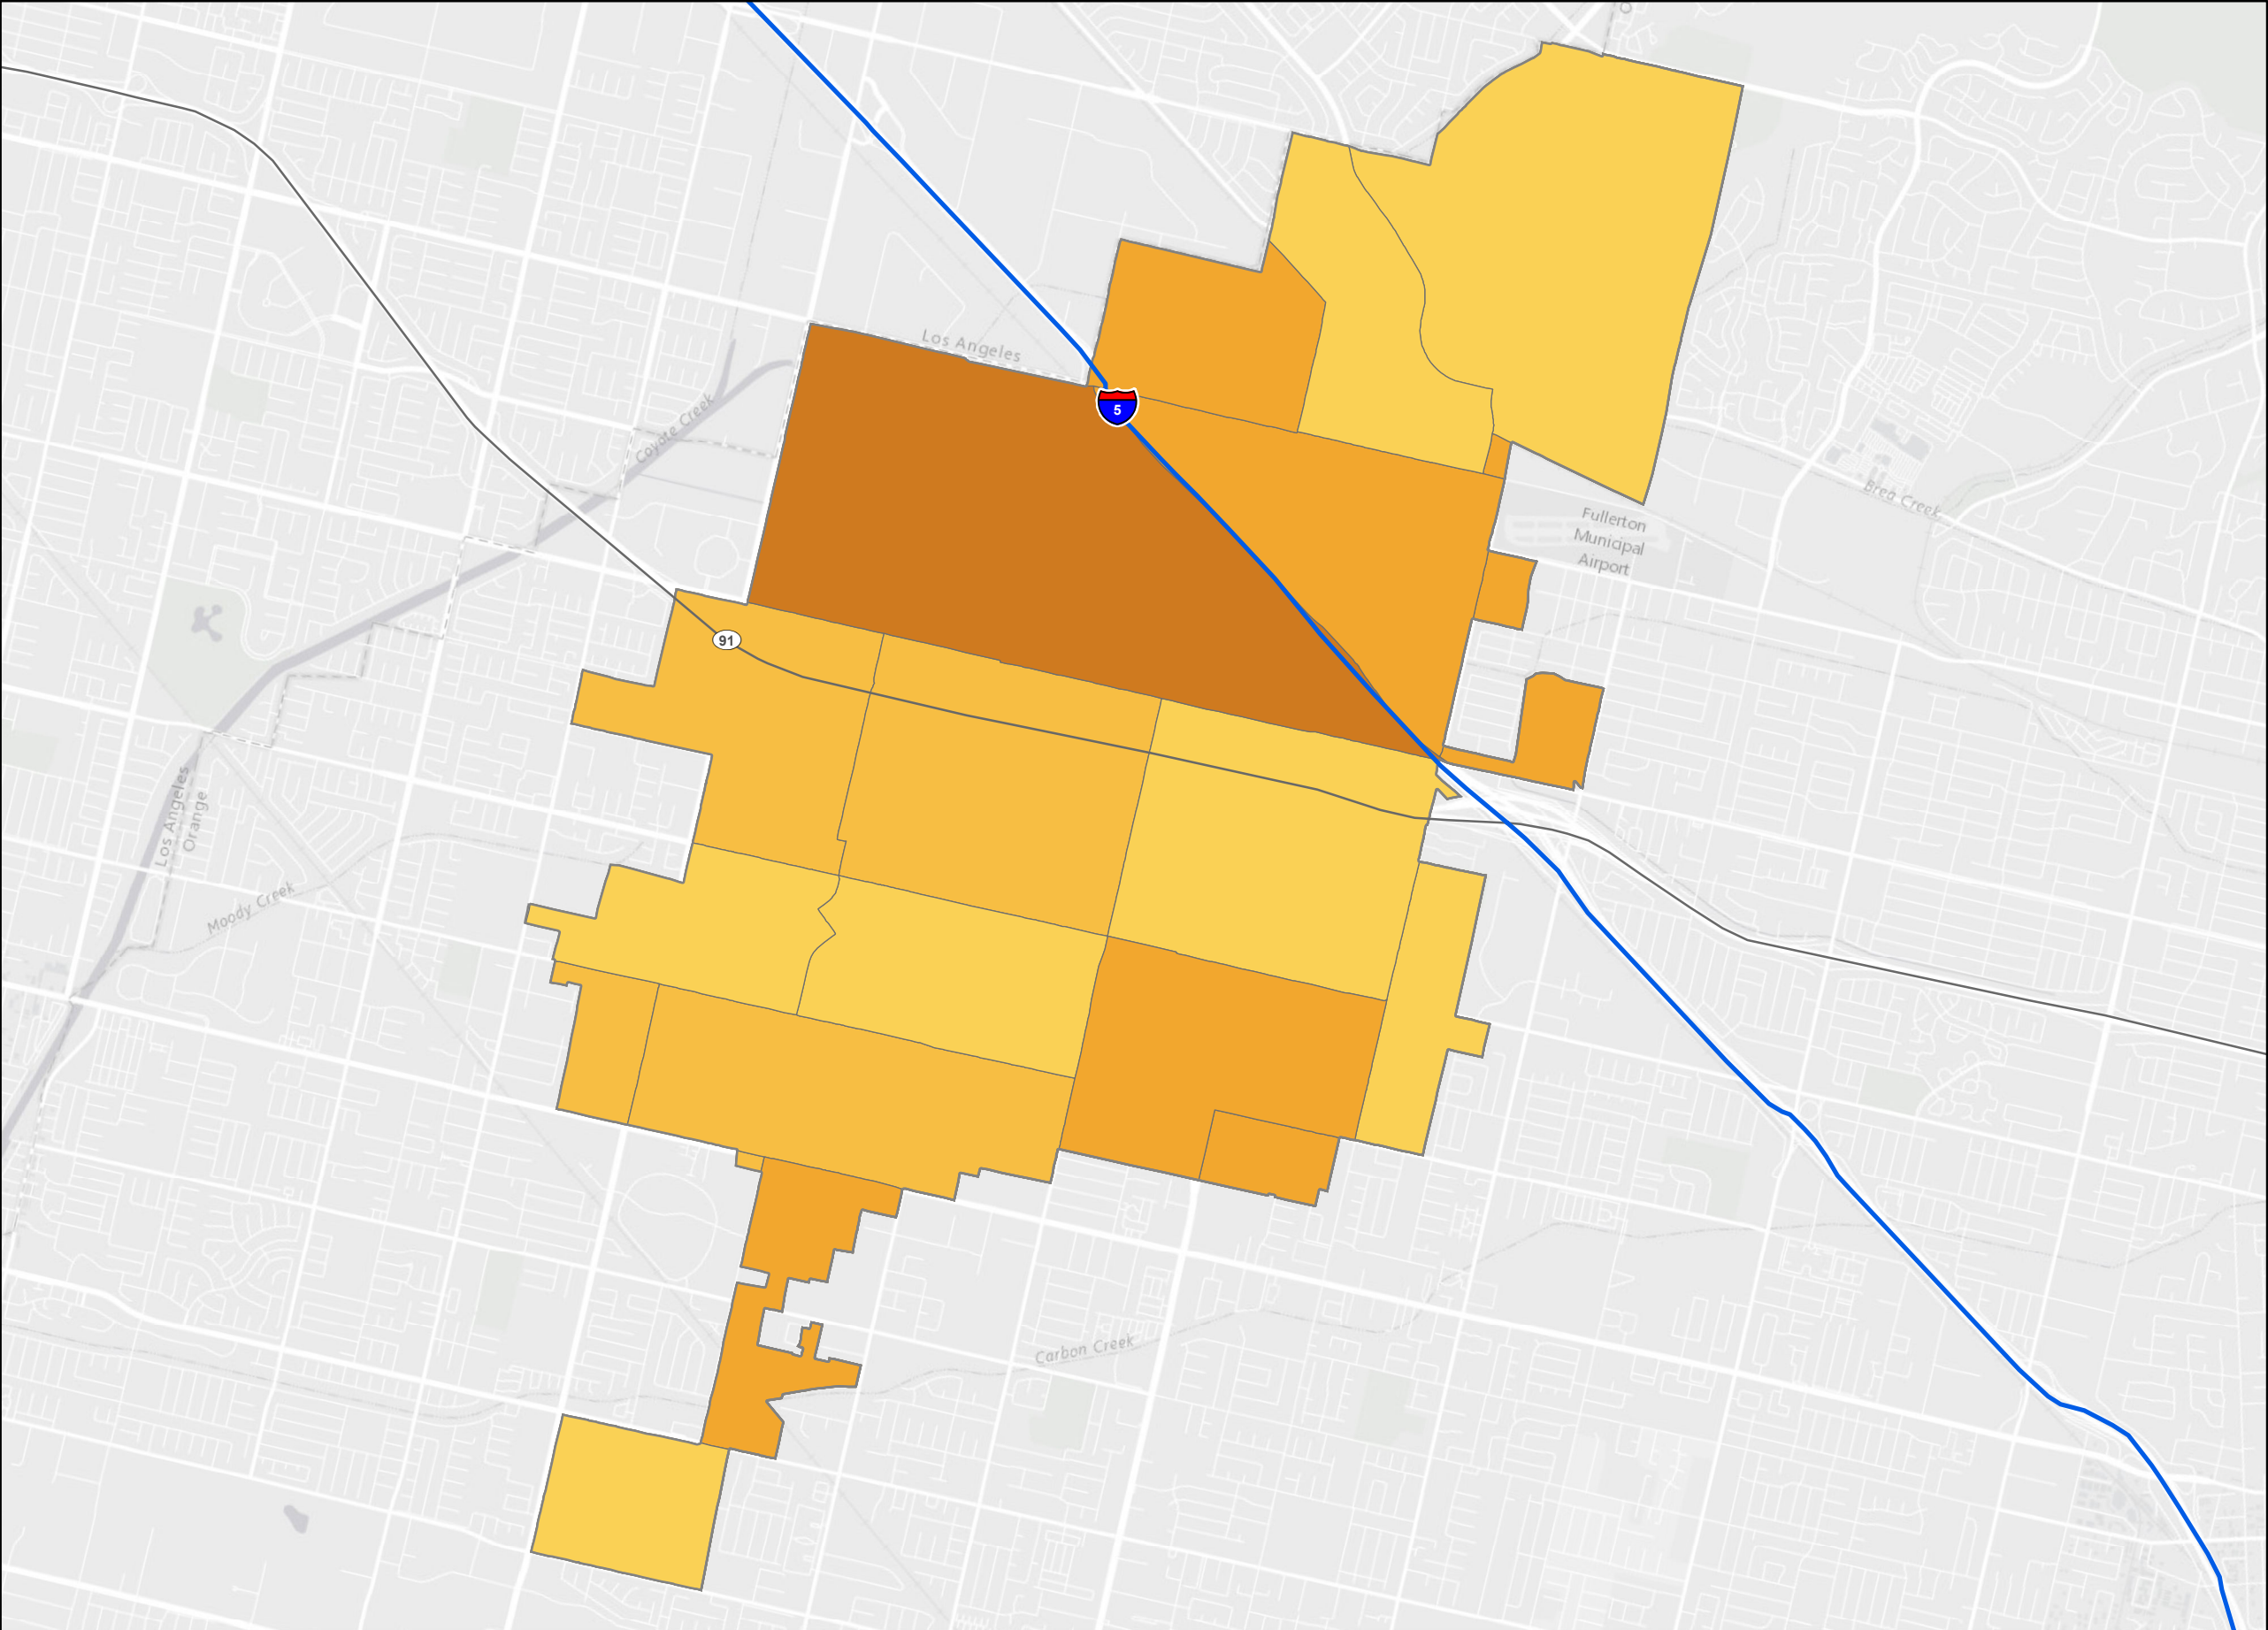 Los Angeles
5
Coyote Creek
Brea Creek
Fullerton
Municipal
Airport
91
Los Angeles
Orange
Moody Creek
Carbon Creek